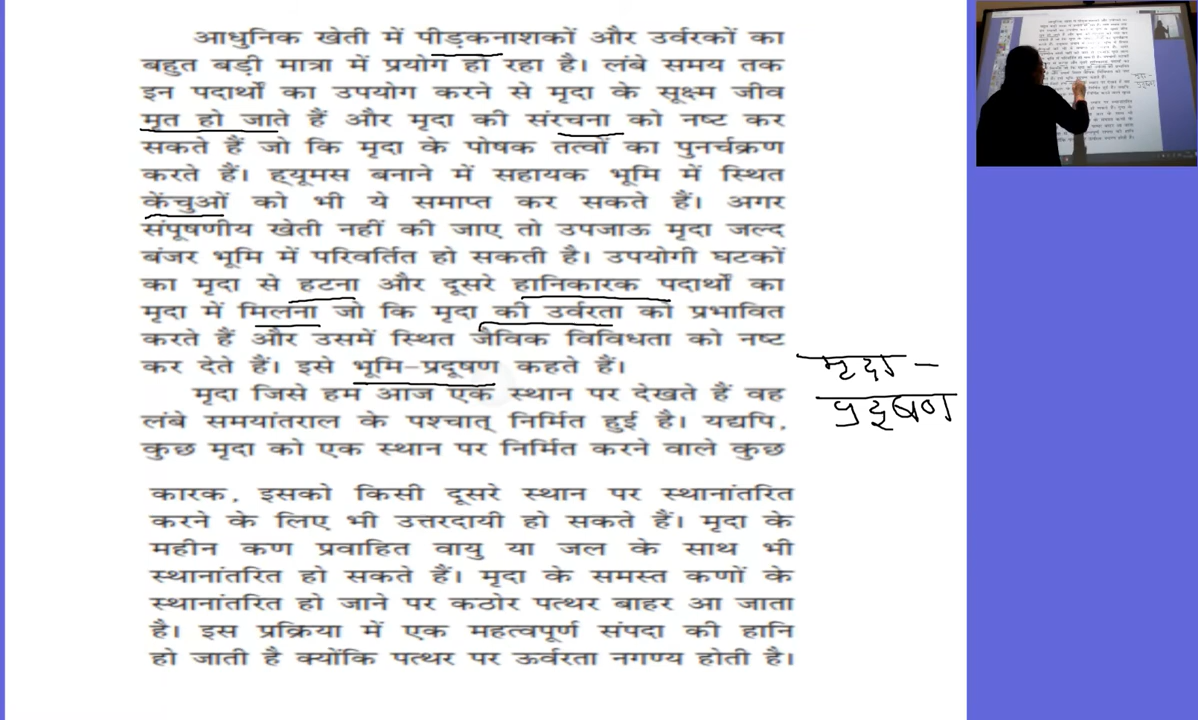 आधुनिक खेती में पीड़कनाशकों और उर्वरकों का
बहुत बड़ी मात्रा में प्रयोग हो रहा है। लंबे समय तक
इन पदार्थों का उपयोग करने से मृदा के सूक्ष्म जीव
मृत हो जाते हैं और मृदा की संरचना को नष्ट कर
सकते हैं जो कि मृदा के पोषक तत्वों का पुनर्चक्रण
करते हैं। ह्यूमस बनाने में सहायक भूमि में स्थित
केंचुओं को भी ये समाप्त कर सकते हैं। अगर
संपूषणीय खेती नहीं की जाए तो उपजाऊ मृदा जल्द
बंजर भूमि में परिवर्तित हो सकती है। उपयोगी घटकों
का मृदा से हटना और दूसरे हानिकारक पदार्थों का
मृदा में मिलना जो कि मृदा की उर्वरता को प्रभावित
करते हैं और उसमें स्थित जैविक विविधता को नष्ट
कर देते हैं। इसे भूमि-प्रदूषण कहते हैं।
मृदा जिसे हम आज एक स्थान पर देखते हैं वह
लंबे समयांतराल के पश्चात् निर्मित हुई है। यद्यपि,
कुछ मृदा को एक स्थान पर निर्मित करने वाले कुछ
कारक, इसको किसी दूसरे स्थान पर स्थानांतरित
करने के लिए भी उत्तरदायी हो सकते हैं। मृदा के
महीन कण प्रवाहित वायु या जल के साथ भी
स्थानांतरित हो सकते हैं। मृदा के समस्त कणों के
स्थानांतरित हो जाने पर कठोर पत्थर बाहर आ जाता
है। इस प्रक्रिया में एक महत्वपूर्ण संपदा की हानि
हो जाती है क्योंकि पत्थर पर ऊर्वरता नगण्य होती है।
मृदा -
प्रदूषण